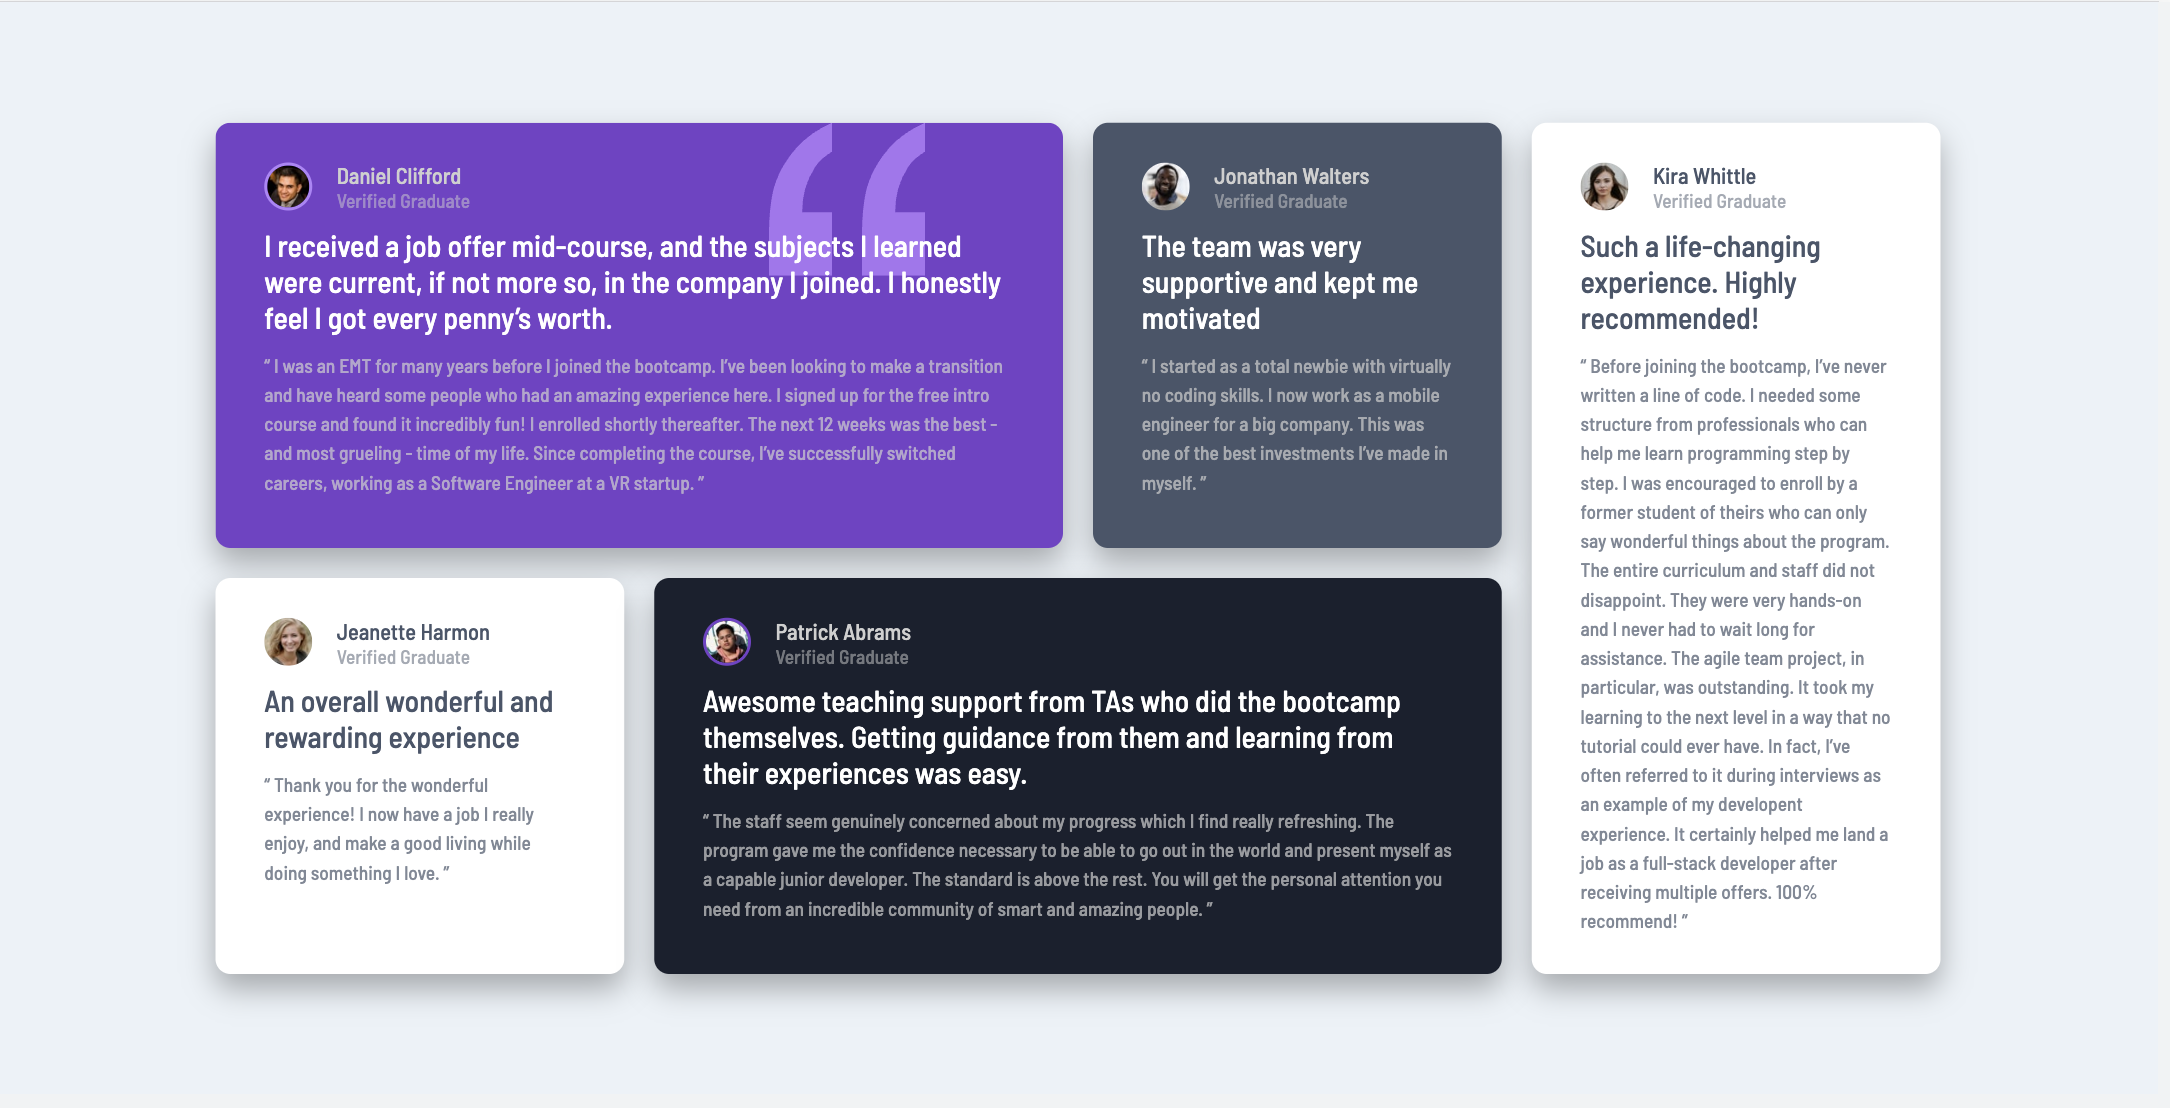 Daniel Clifford
Verified Graduate
I received a job offer mid-course, and the subjects I learned
were current, if not more so, in the company I joined. I honestly
feel I got every penny’s worth.
“ I was an EMT for many years before I joined the bootcamp. I’ve been looking to make a transition
and have heard some people who had an amazing experience here. I signed up for the free intro
course and found it incredibly fun! I enrolled shortly thereafter. The next 12 weeks was the best -
and most grueling - time of my life. Since completing the course, I’ve successfully switched
careers, working as a Software Engineer at a VR startup. ”
Jonathan Walters
Verified Graduate
The team was very
supportive and kept me
motivated
“ I started as a total newbie with virtually
no coding skills. I now work as a mobile
engineer for a big company. This was
one of the best investments I’ve made in
myself. ”
Kira Whittle
Verified Graduate
Such a life-changing
experience. Highly
recommended!
“ Before joining the bootcamp, I’ve never
written a line of code. I needed some
structure from professionals who can
help me learn programming step by
step. I was encouraged to enroll by a
former student of theirs who can only
say wonderful things about the program.
The entire curriculum and staff did not
disappoint. They were very hands-on
and I never had to wait long for
assistance. The agile team project, in
particular, was outstanding. It took my
learning to the next level in a way that no
tutorial could ever have. In fact, I’ve
often referred to it during interviews as
an example of my developent
experience. It certainly helped me land a
job as a full-stack developer after
receiving multiple offers. 100%
recommend! ”
Jeanette Harmon
Verified Graduate
An overall wonderful and
rewarding experience
“ Thank you for the wonderful
experience! I now have a job I really
enjoy, and make a good living while
doing something I love. ”
Patrick Abrams
Verified Graduate
Awesome teaching support from TAs who did the bootcamp
themselves. Getting guidance from them and learning from
their experiences was easy.
“ The staff seem genuinely concerned about my progress which I find really refreshing. The
program gave me the confidence necessary to be able to go out in the world and present myself as
a capable junior developer. The standard is above the rest. You will get the personal attention you
need from an incredible community of smart and amazing people. ”